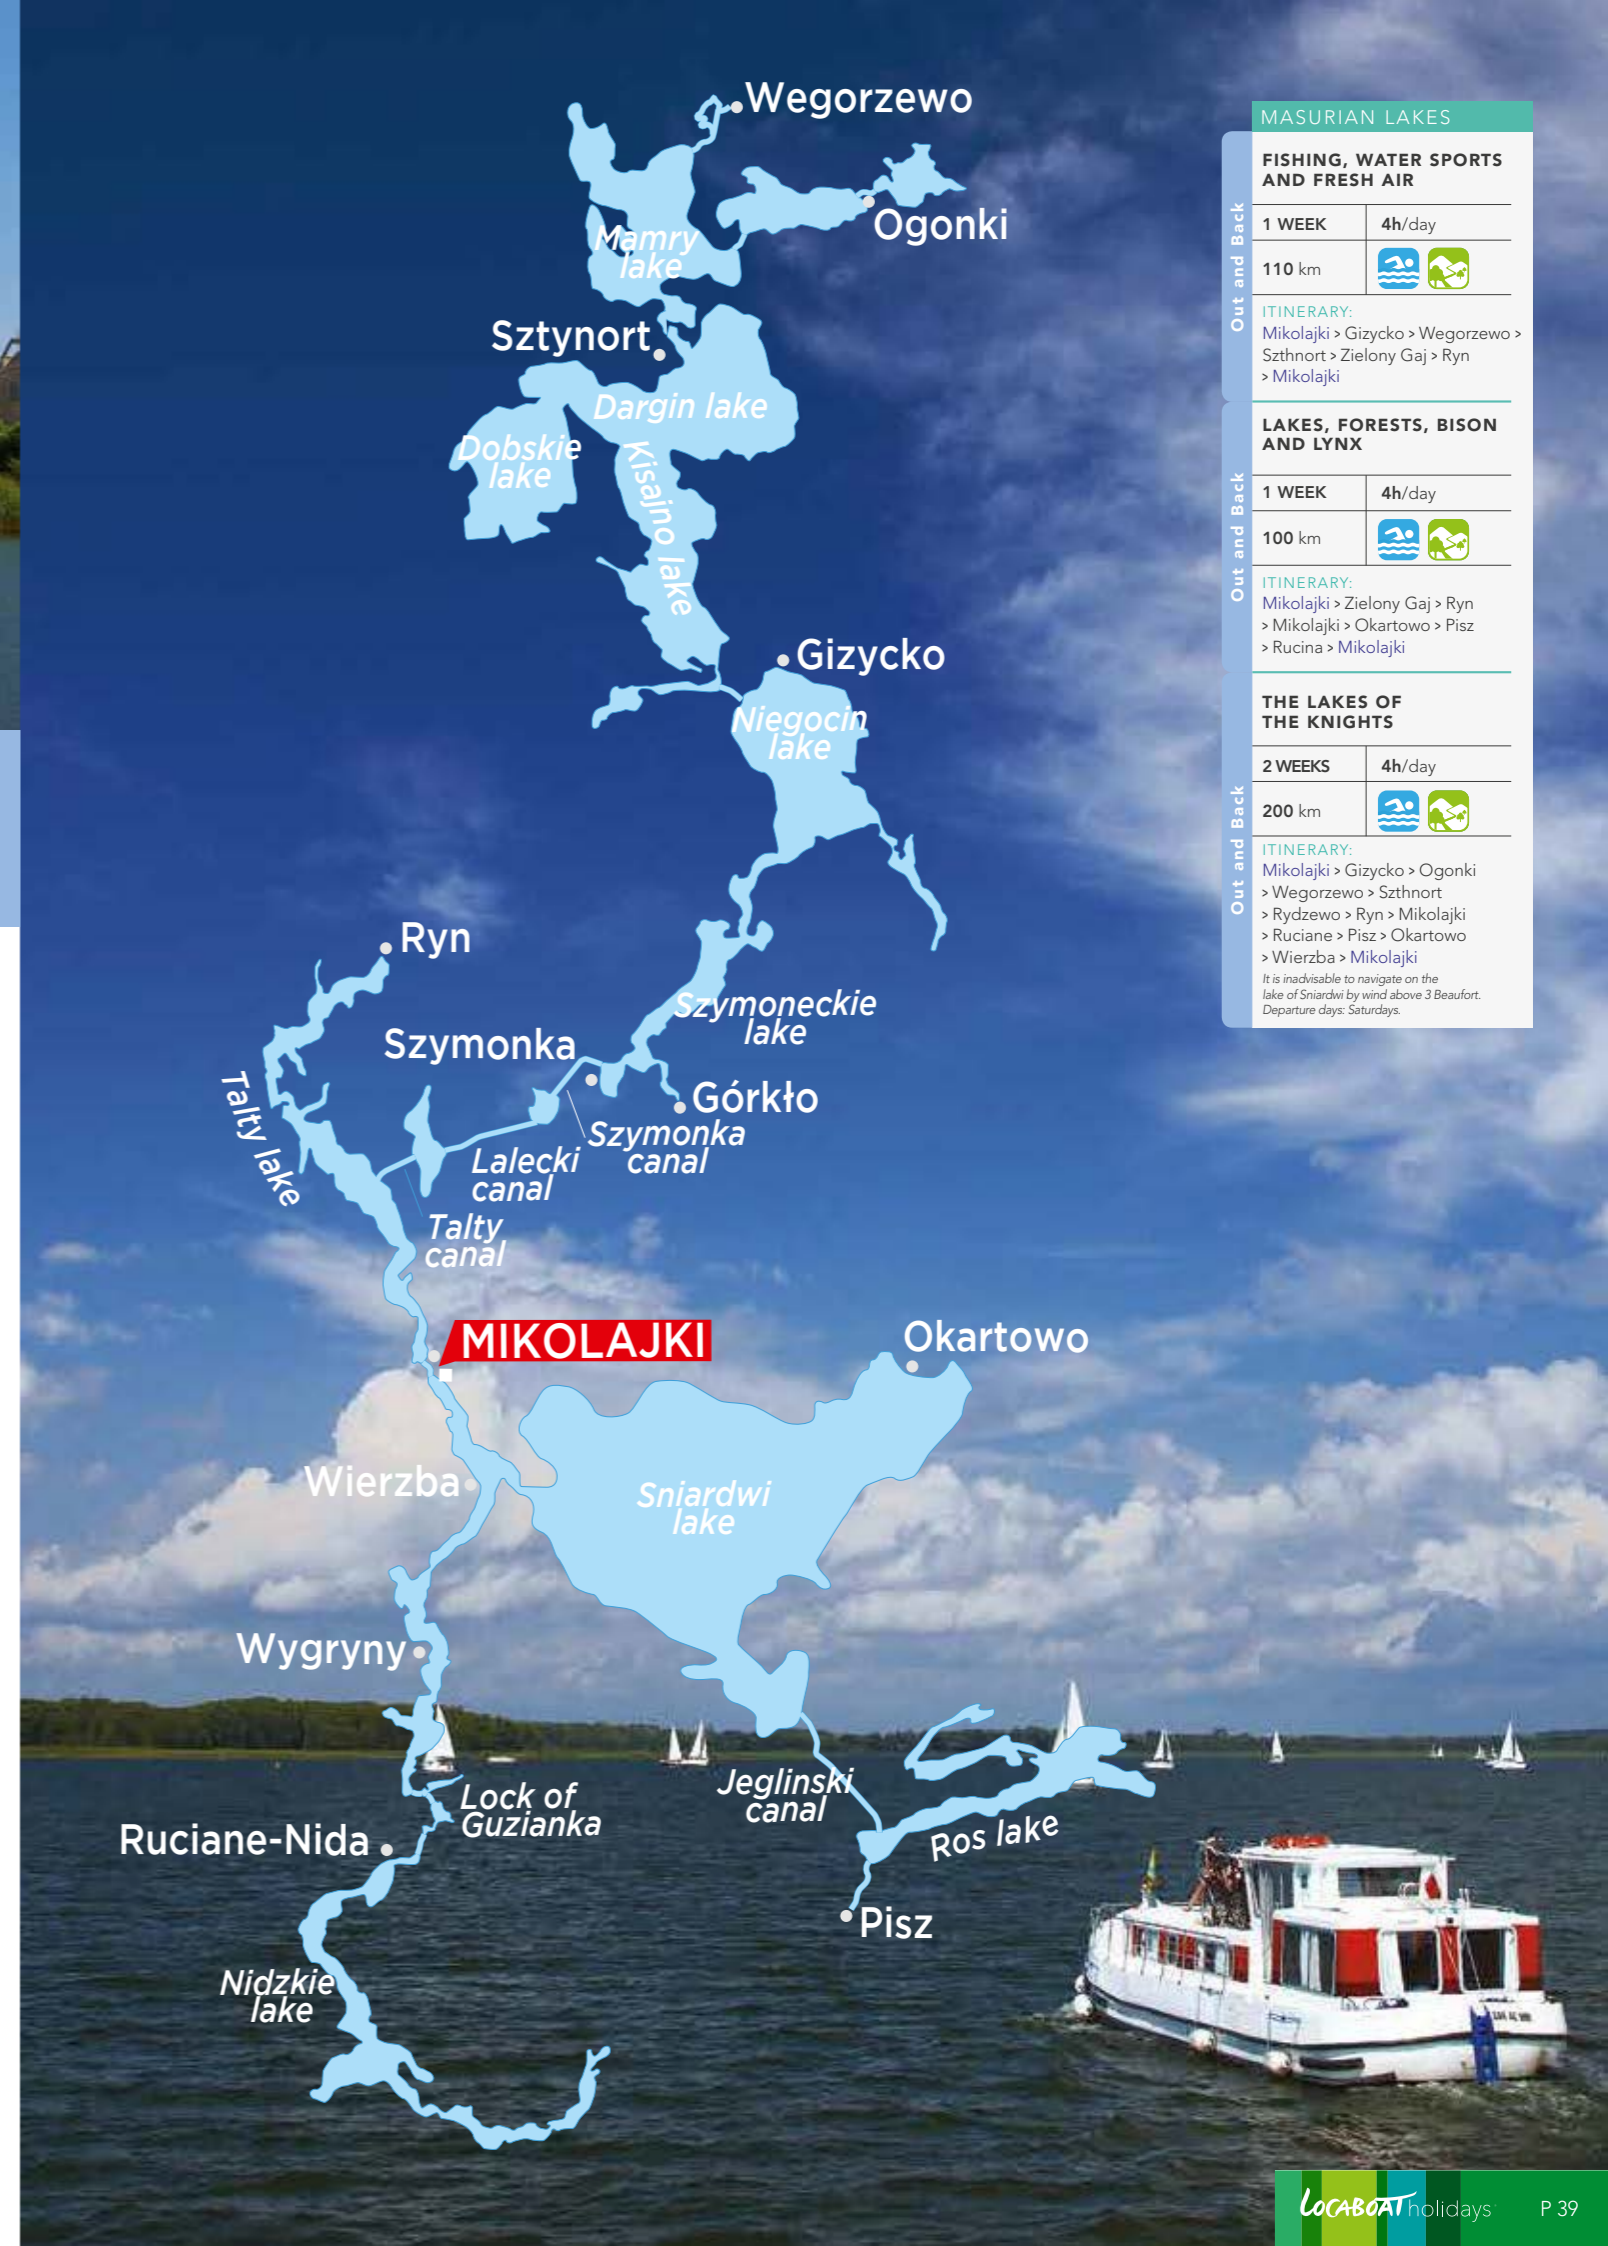 Wegorzewo
Ogonki
Mamry
lake
Sztynort
Dargin lake
Dobskie
lake
Kisajno lake
Gizycko
Niegocin
lake
Ryn
Szymoneckie
lake
Szymonka
Górkło
Talty lake
Szymonka
canal
Lalecki
canal
Talty
canal
MIKOLAJKI
Okartowo
Wierzba
Sniardwi
lake
Wygryny
Lock of
Guzianka
Jeglinski
canal
Ros lake
Ruciane-Nida
Pisz
Nidzkie
lake
MASURIAN LAKES
Out and Back
FISHING, WATER SPORTS
AND FRESH AIR
1 WEEK 4h/day
110 km
ITINERARY:
Mikolajki > Gizycko > Wegorzewo >
Szthnort > Zielony Gaj > Ryn
> Mikolajki
Out and Back
LAKES, FORESTS, BISON
AND LYNX
1 WEEK 4h/day
100 km
ITINERARY:
Mikolajki > Zielony Gaj > Ryn
> Mikolajki > Okartowo > Pisz
> Rucina > Mikolajki
Out and Back
THE LAKES OF
THE KNIGHTS
2 WEEKS 4h/day
200 km
ITINERARY:
Mikolajki > Gizycko > Ogonki
> Wegorzewo > Szthnort
> Rydzewo > Ryn > Mikolajki
> Ruciane > Pisz > Okartowo
> Wierzba > Mikolajki
It is inadvisable to navigate on the
lake of Sniardwi by wind above 3 Beaufort.
Departure days: Saturdays.
LOCABOAT holidays
P 39